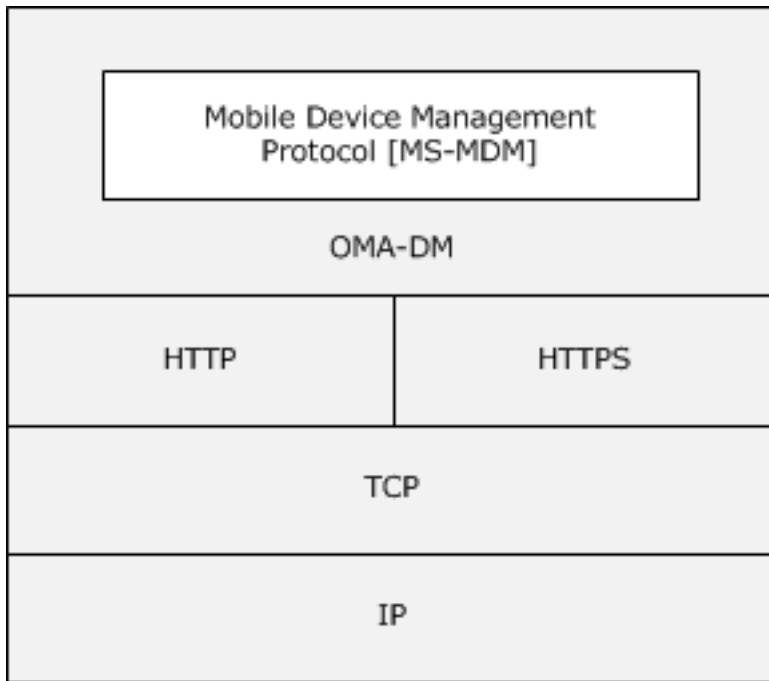 Mobile Device Management
Protocol [MS-MDM]
OMA-DM
HTTP
HTTPS
TCP
IP